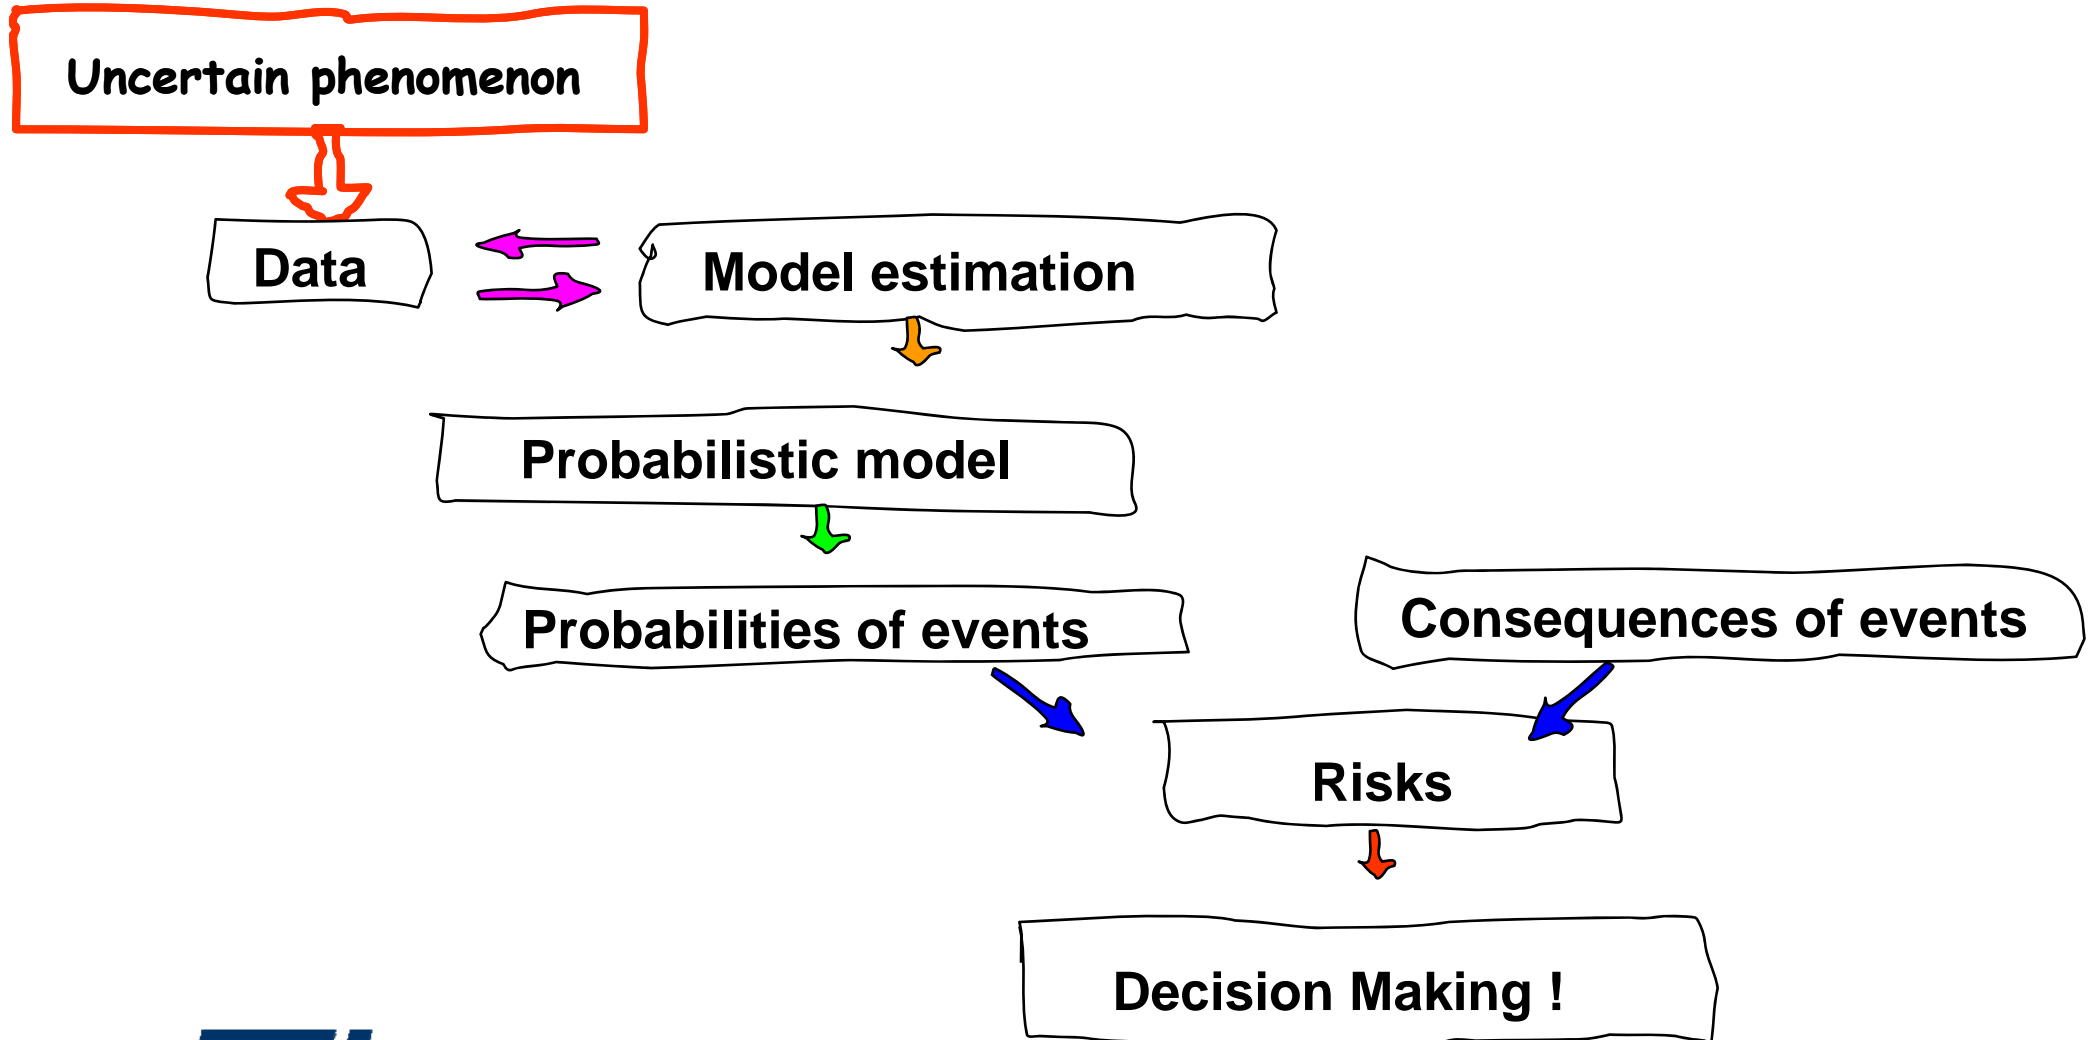 Uncertain phenomenon
Data
Model estimation
Probabilistic model
Probabilities of events
Consequences of events
Risks
Decision Making !